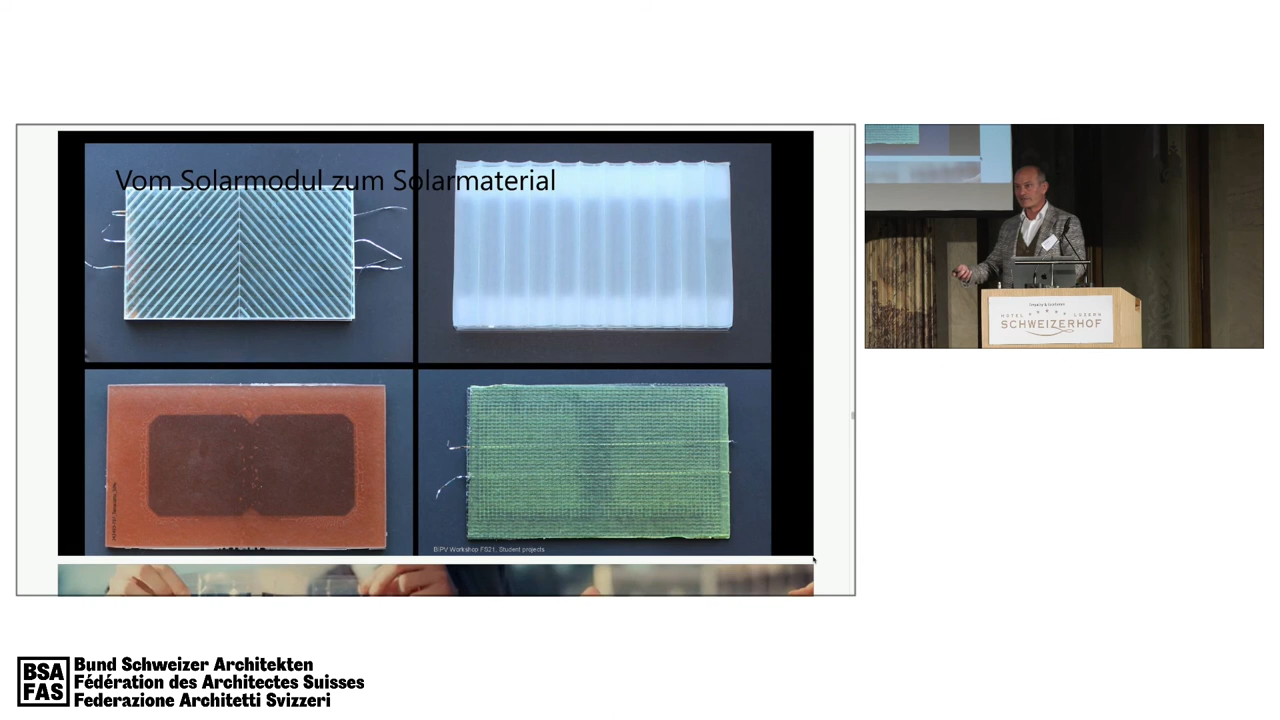 Vom Solarmodul zum Solarmaterial
BiPV Workshop FS21, Student projects
HOTEL LUZERN
SCHWEIZERHOF
BSA
FAS
Bund Schweizer Architekten
Fédération des Architectes Suisses
Federazione Architetti Svizzeri